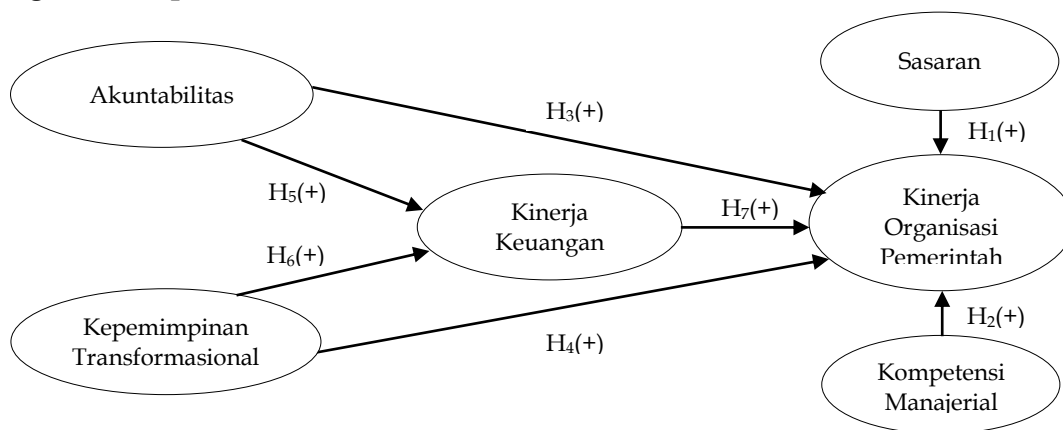 Sasaran
Akuntabilitas
H₃(+)
H₁(+)
H₅(+)
Kinerja
Keuangan
H₇(+)
Kinerja
Organisasi
Pemerintah
H₆(+)
Kepemimpinan
Transformasional
H₄(+)
H₂(+)
Kompetensi
Manajerial